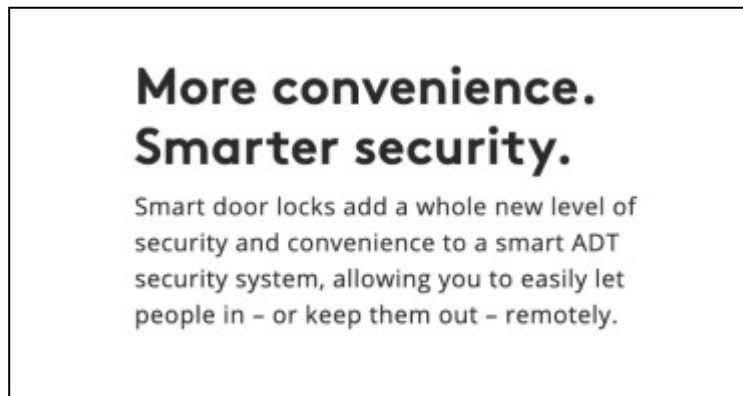 More convenience.
Smarter security.
Smart door locks add a whole new level of
security and convenience to a smart ADT
security system, allowing you to easily let
people in – or keep them out – remotely.